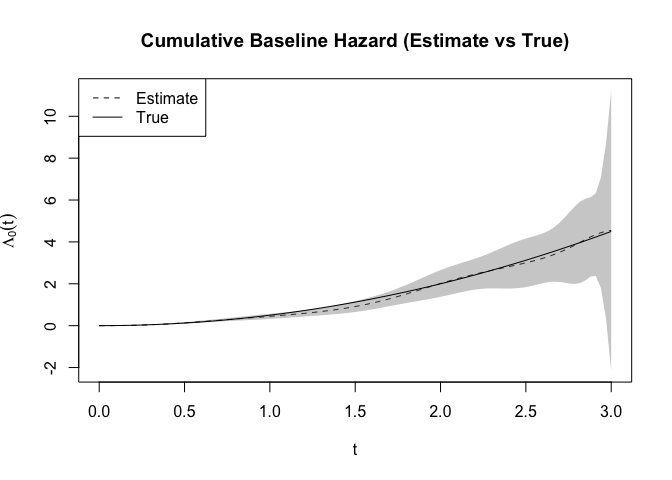 Cumulative Baseline Hazard (Estimate vs True)
Estimate
True
Λ₀(t)
10
8
6
4
2
0
-2
0.0 0.5 1.0 1.5 2.0 2.5 3.0
t